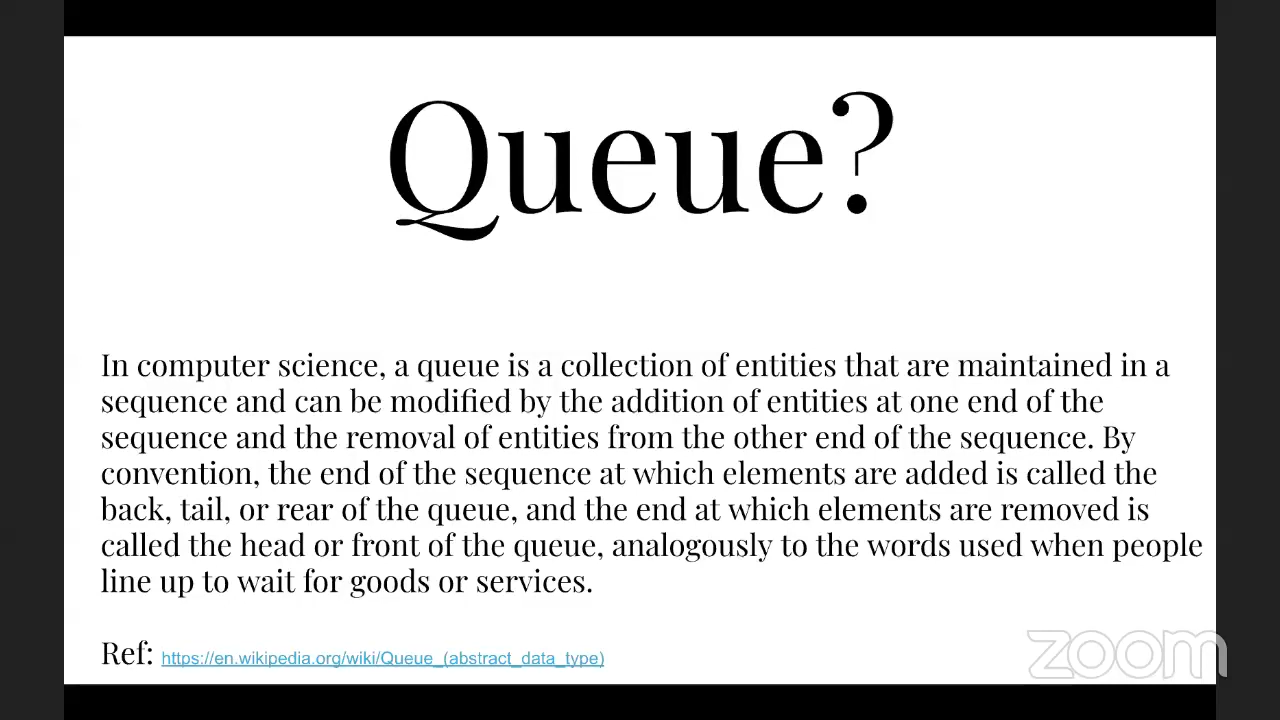 Queue?
In computer science, a queue is a collection of entities that are maintained in a
sequence and can be modified by the addition of entities at one end of the
sequence and the removal of entities from the other end of the sequence. By
convention, the end of the sequence at which elements are added is called the
back, tail, or rear of the queue, and the end at which elements are removed is
called the head or front of the queue, analogously to the words used when people
line up to wait for goods or services.
Ref: https://en.wikipedia.org/wiki/Queue_(abstract_data_type)
zoom